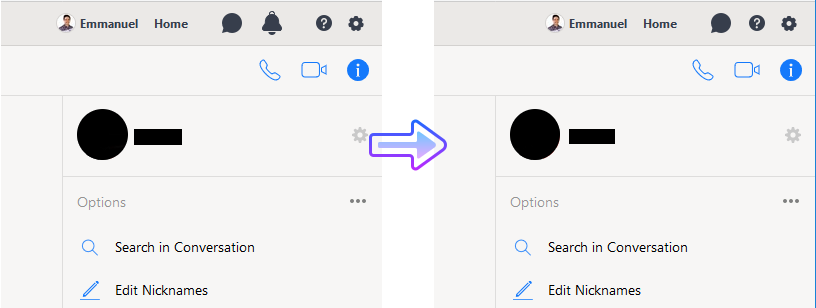 Emmanuel Home ?
i
Options ...
Search in Conversation
Edit Nicknames
Emmanuel Home ?
i
Options ...
Search in Conversation
Edit Nicknames